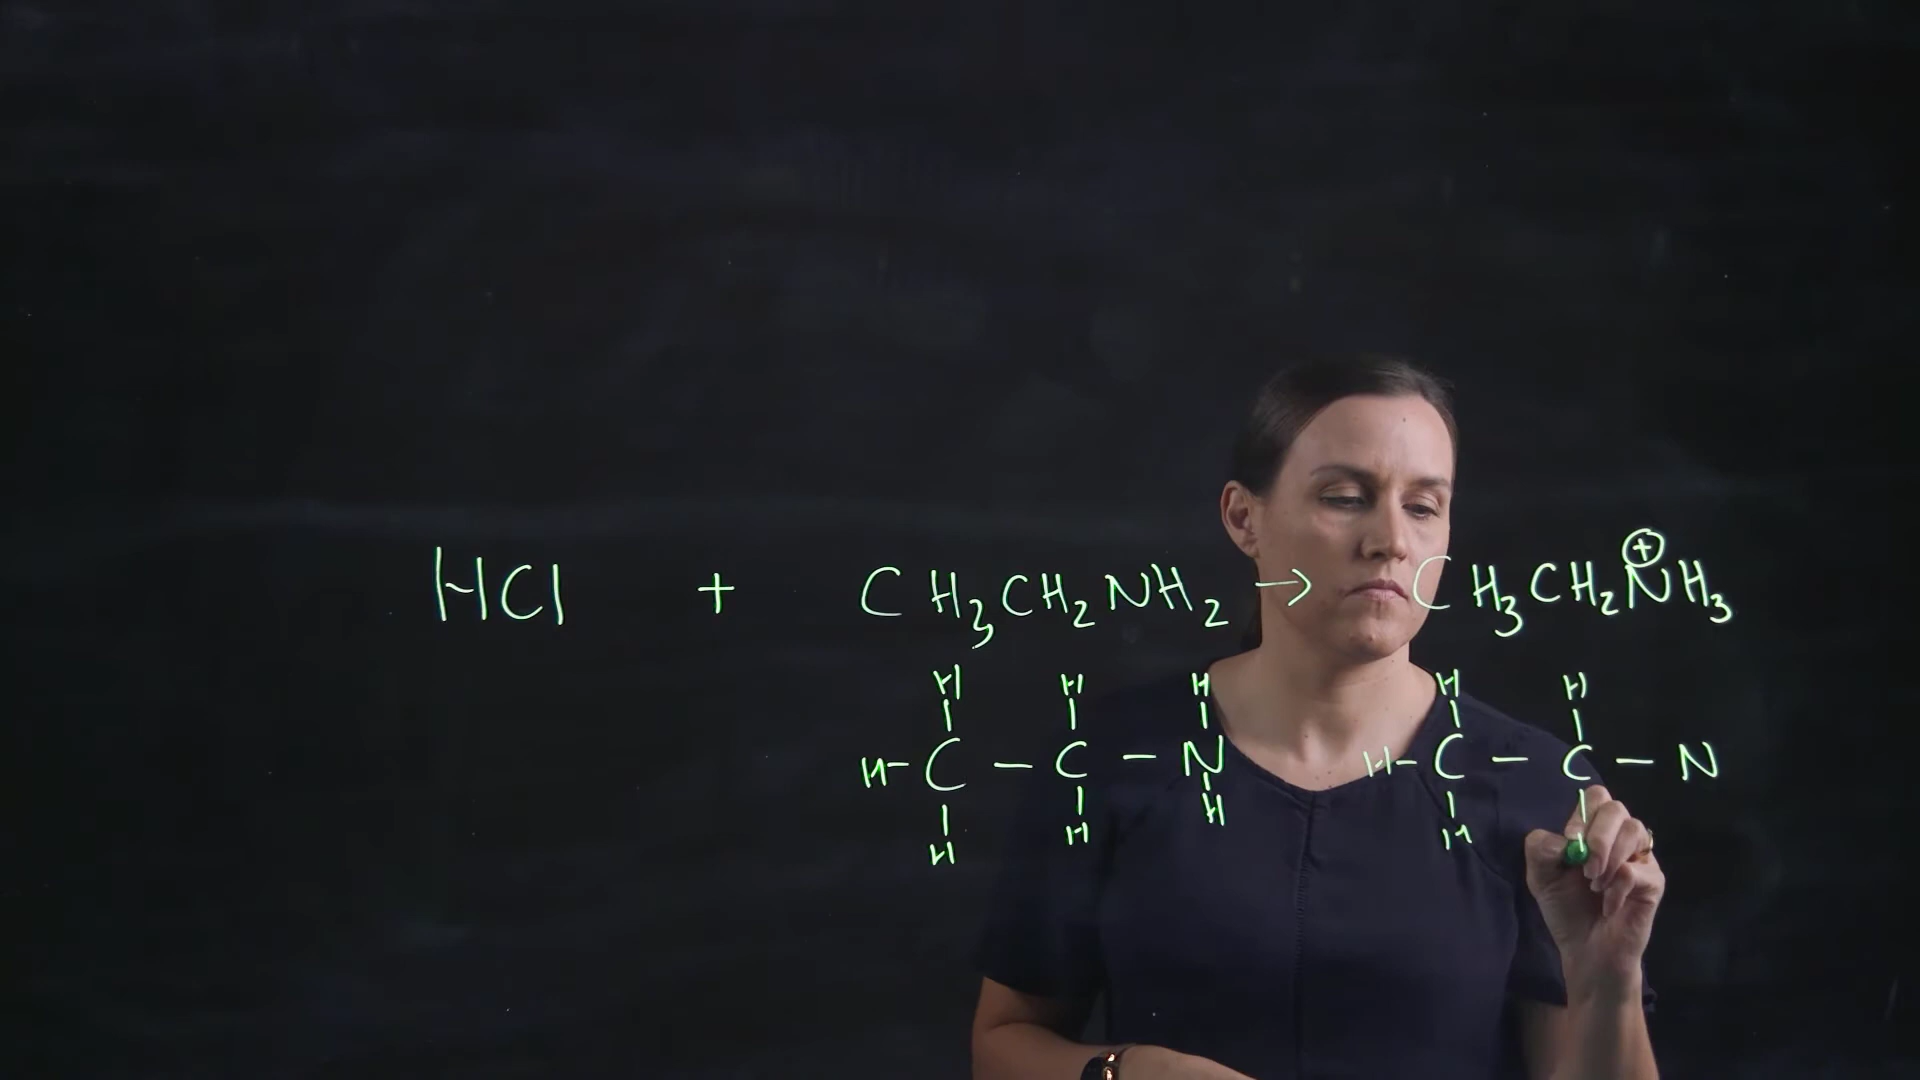 HCl + CH₃CH₂NH₂ → CH₃CH₂N⊕H₃
H H H H H
H-C-C-N H-C-C-N
H H H H